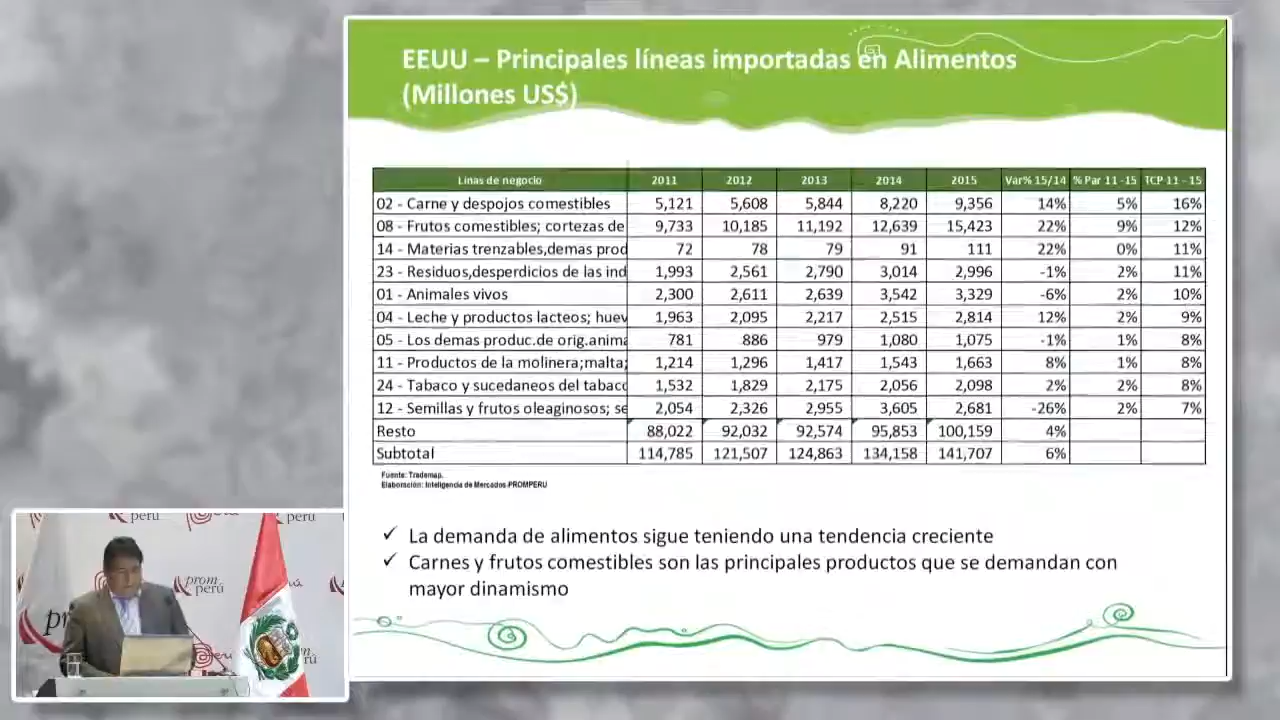 EEUU – Principales líneas importadas en Alimentos
(Millones US$)
Linas de negocio 2011 2012 2013 2014 2015 Var% 15/14 % Par 11 -15 TCP 11 - 15
02 - Carne y despojos comestibles 5,121 5,608 5,844 8,220 9,356 14% 5% 16%
08 - Frutos comestibles; cortezas de 9,733 10,185 11,192 12,639 15,423 22% 9% 12%
14 - Materias trenzables,demas prod 72 78 79 91 111 22% 0% 11%
23 - Residuos,desperdicios de las ind 1,993 2,561 2,790 3,014 2,996 -1% 2% 11%
01 - Animales vivos 2,300 2,611 2,639 3,542 3,329 -6% 2% 10%
04 - Leche y productos lacteos; huev 1,963 2,095 2,217 2,515 2,814 12% 2% 9%
05 - Los demas produc.de orig.anima 781 886 979 1,080 1,075 -1% 1% 8%
11 - Productos de la molinera;malta; 1,214 1,296 1,417 1,543 1,663 8% 1% 8%
24 - Tabaco y sucedaneos del tabaco 1,532 1,829 2,175 2,056 2,098 2% 2% 8%
12 - Semillas y frutos oleaginosos; se 2,054 2,326 2,955 3,605 2,681 -26% 2% 7%
Resto 88,022 92,032 92,574 95,853 100,159 4%
Subtotal 114,785 121,507 124,863 134,158 141,707 6%
Fuente: Trademap.
Elaboración: Inteligencia de Mercados-PROMPERU
✓ La demanda de alimentos sigue teniendo una tendencia creciente
✓ Carnes y frutos comestibles son las principales productos que se demandan con
mayor dinamismo
perú
perú
prom
perú